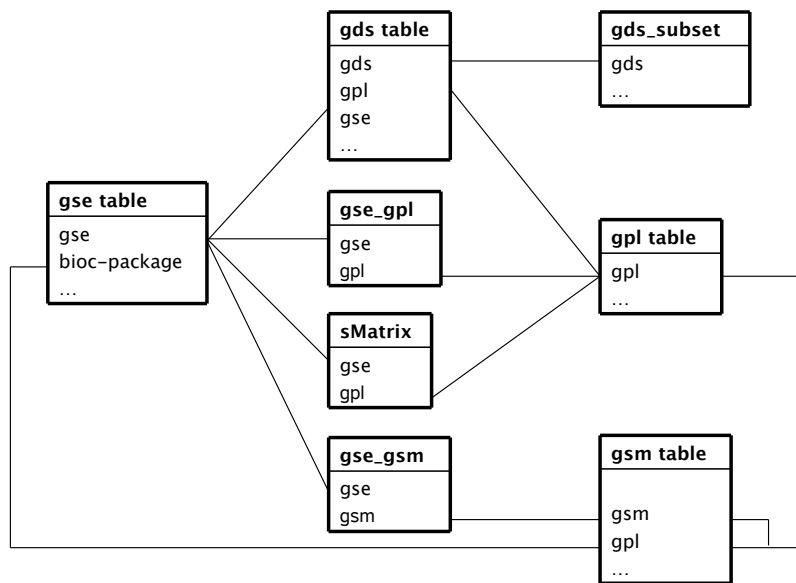 gds table
gds
gpl
gse
...
gds_subset
gds
...
gse table
gse
bioc-package
...
gse_gpl
gse
gpl
gpl table
gpl
...
sMatrix
gse
gpl
gse_gsm
gse
gsm
gsm table
gsm
gpl
...